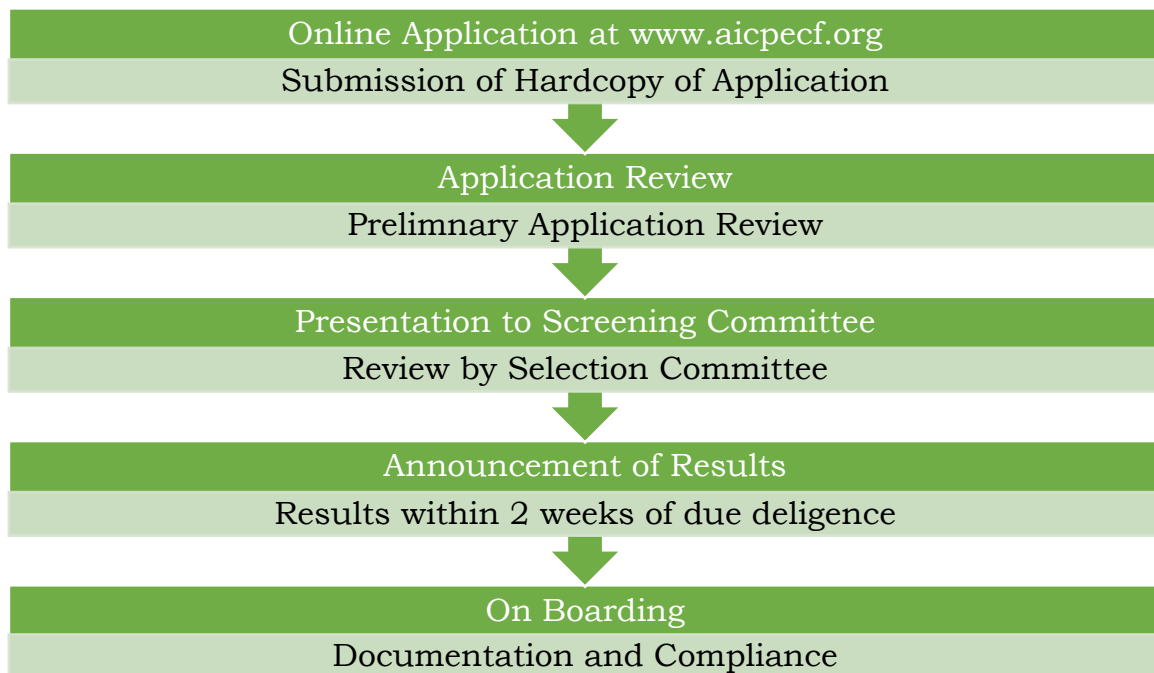 Online Application at www.aicpecf.org
Submission of Hardcopy of Application
Application Review
Prelimnary Application Review
Presentation to Screening Committee
Review by Selection Committee
Announcement of Results
Results within 2 weeks of due deligence
On Boarding
Documentation and Compliance